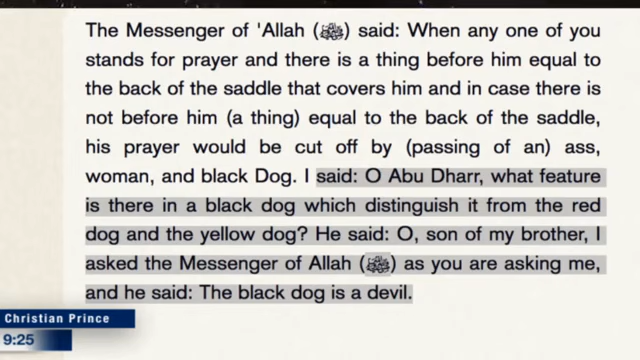 The Messenger of 'Allah (ﷺ) said: When any one of you
stands for prayer and there is a thing before him equal to
the back of the saddle that covers him and in case there is
not before him (a thing) equal to the back of the saddle,
his prayer would be cut off by (passing of an) ass,
woman, and black Dog. I said: O Abu Dharr, what feature
is there in a black dog which distinguish it from the red
dog and the yellow dog? He said: O, son of my brother, I
asked the Messenger of Allah (ﷺ) as you are asking me,
and he said: The black dog is a devil.
Christian Prince
9:25